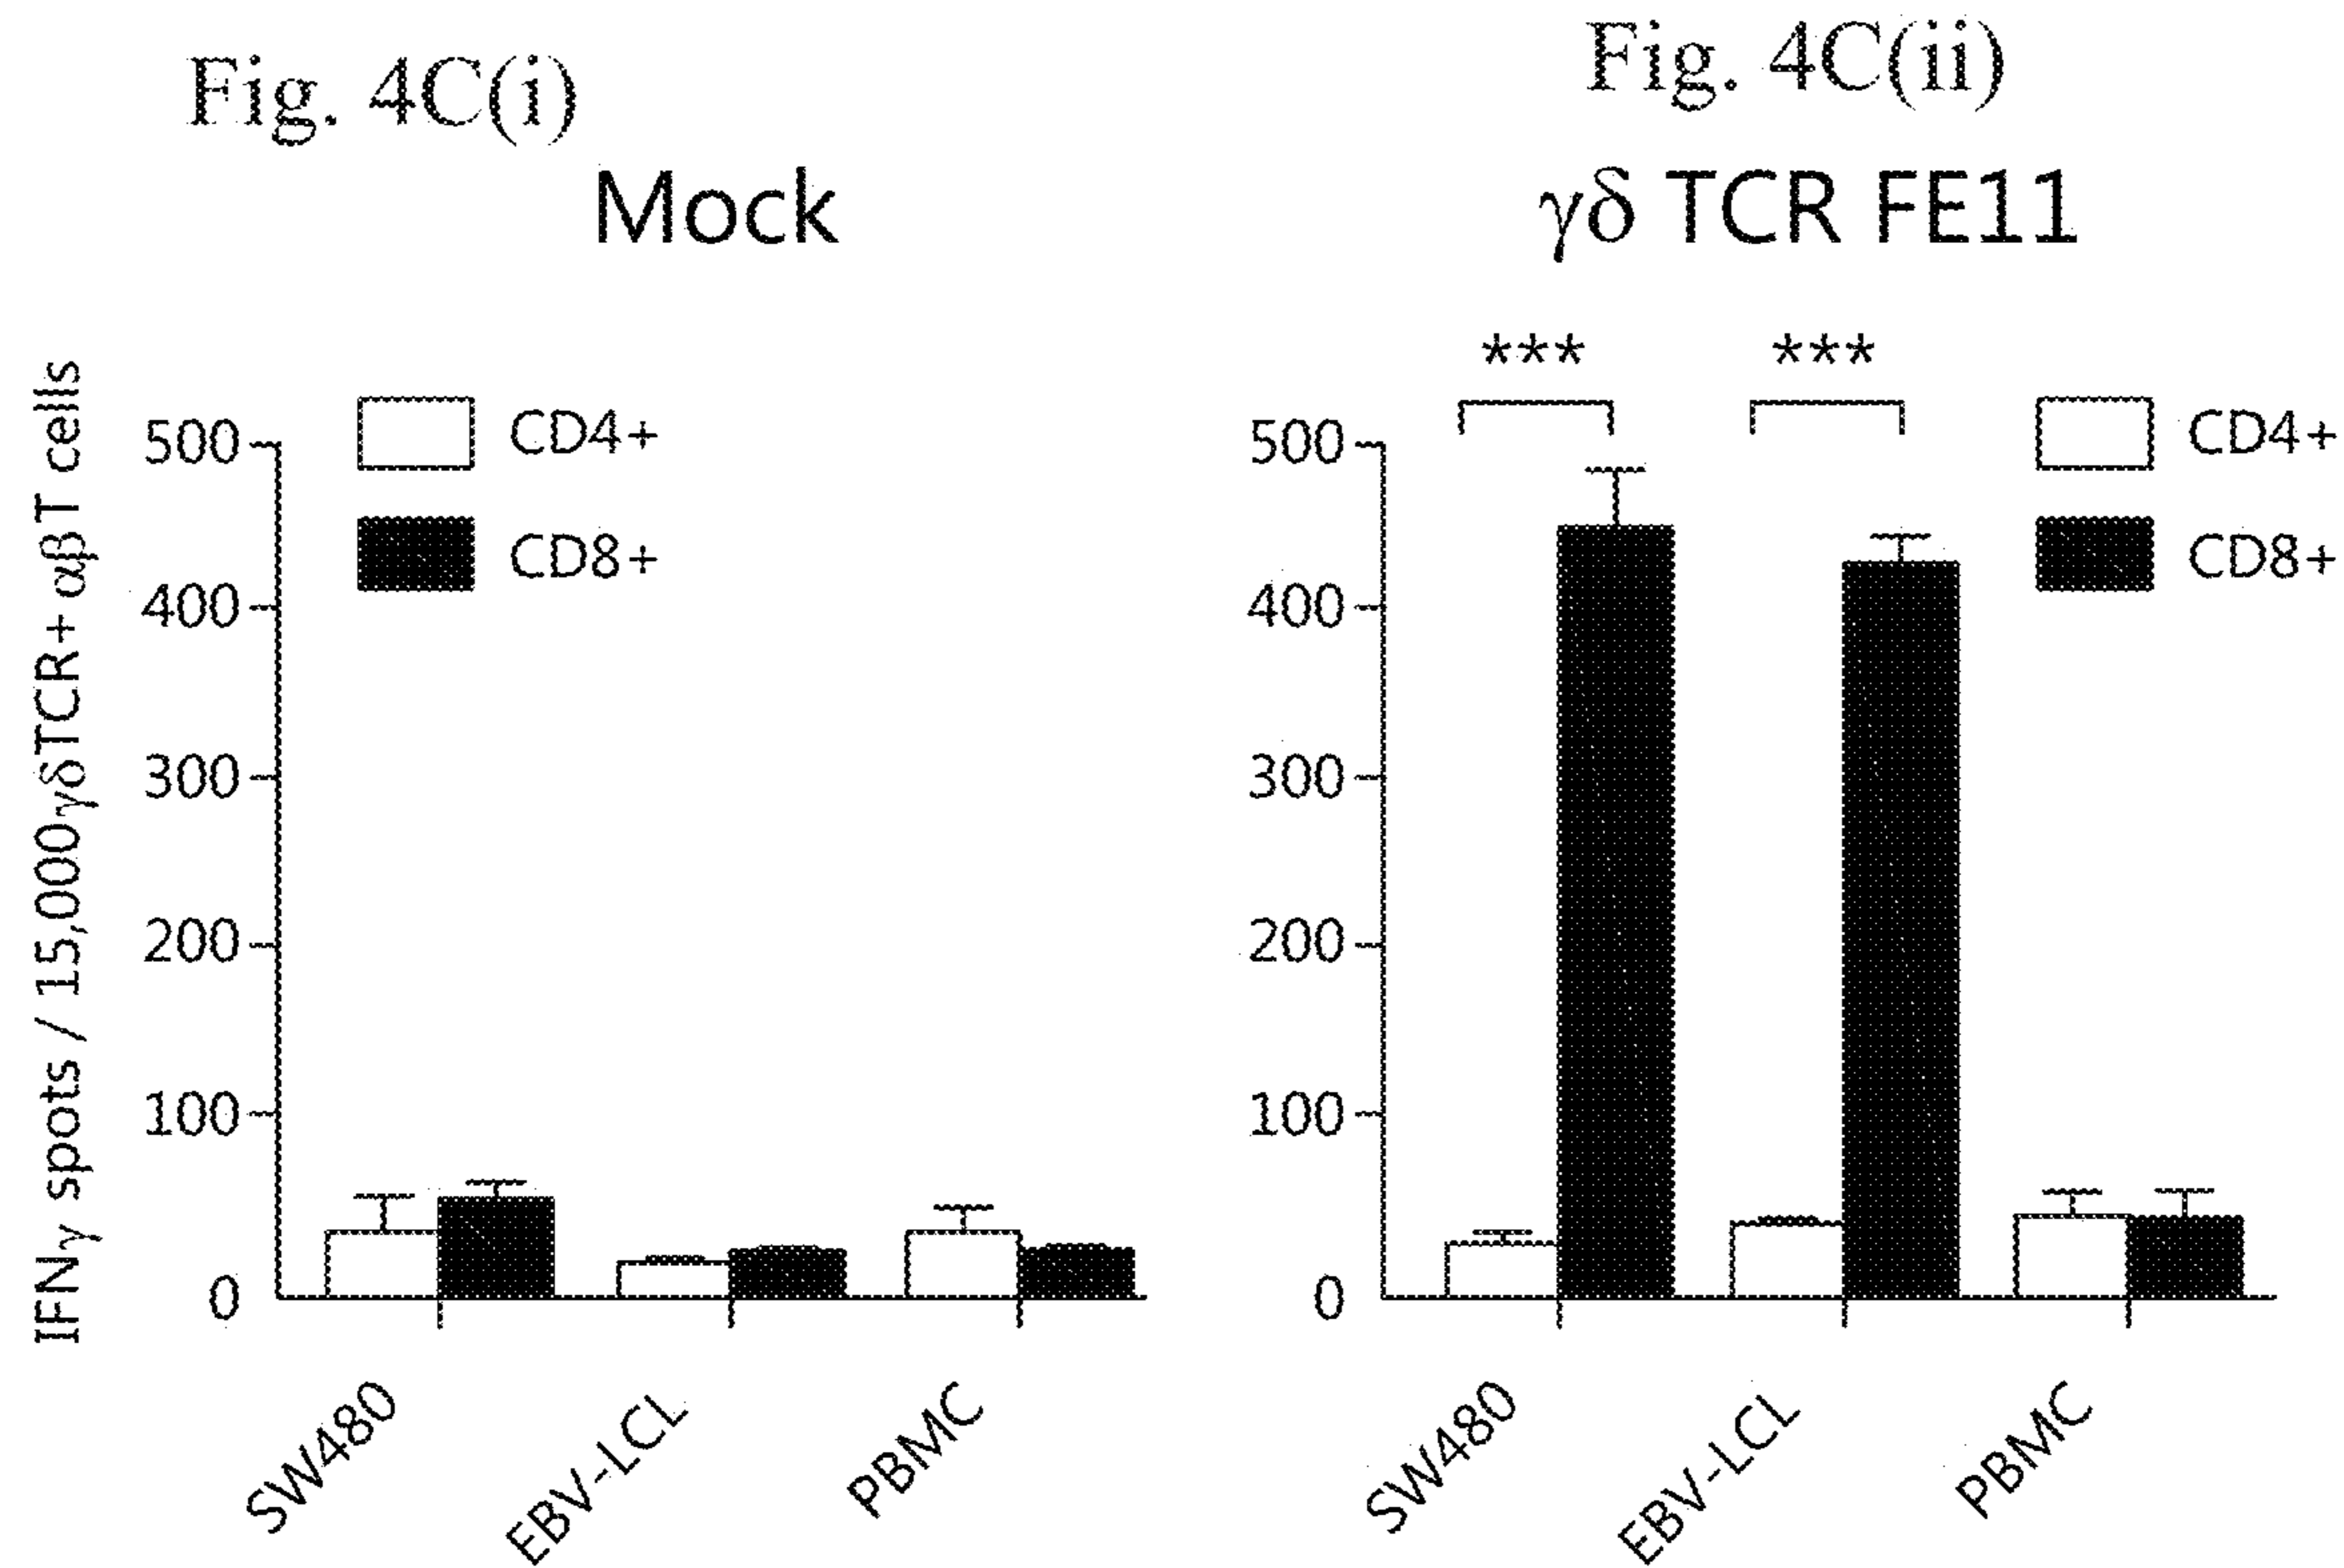 Fig. 4C(i)
Mock
IFNγ spots / 15,000γδTCR+αβT cells
500
400
300
200
100
0
CD4+
CD8+
SW480
EBV-LCL
PBMC
Fig. 4C(ii)
γδ TCR FE11
*** ***
500
400
300
200
100
0
CD4+
CD8+
SW480
EBV-LCL
PBMC